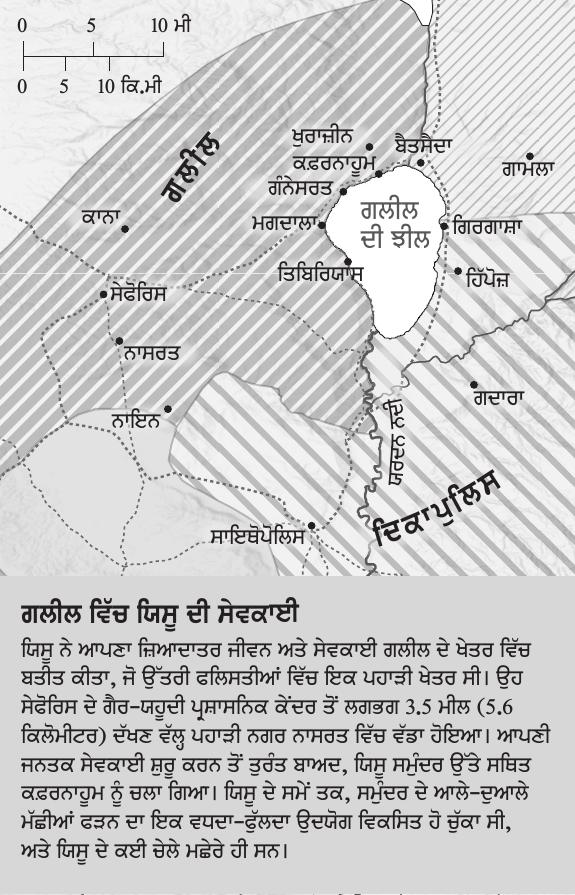 0 5 10 ਮੀ
0 5 10 ਕਿ.ਮੀ
ਖੁਰਾਜ਼ੀਨ
ਬੈਤਸੈਦਾ
ਕਫ਼ਰਨਾਹੂਮ
ਗਾਮੱਲਾ
ਗਲੀਲ
ਗੰਨੇਸਰਤ
ਕਾਨਾ
ਮਗਦਾਲਾ
ਗਲੀਲ
ਦੀ ਝੀਲ
ਗਿਰਗਾਸ਼ਾ
ਤਿਬਿਰਿਯਾਸ
ਹਿੱਪੋਜ਼
ਸੇਫੋਰਿਸ
ਨਾਸਰਤ
ਗਦਾਰਾ
ਨਾਇਨ
ਯਰਦਨ ਨਦੀ
ਦਿਕਾਪੁਲਿਸ
ਸਾਇਥੋਪੋਲਿਸ
ਗਲੀਲ ਵਿੱਚ ਯਿਸੂ ਦੀ ਸੇਵਕਾਈ
ਯਿਸੂ ਨੇ ਆਪਣਾ ਜ਼ਿਆਦਾਤਰ ਜੀਵਨ ਅਤੇ ਸੇਵਕਾਈ ਗਲੀਲ ਦੇ ਖੇਤਰ ਵਿੱਚ
ਬਤੀਤ ਕੀਤਾ, ਜੋ ਉੱਤਰੀ ਫਲਿਸਤੀਆਂ ਵਿੱਚ ਇਕ ਪਹਾੜੀ ਖੇਤਰ ਸੀ। ਉਹ
ਸੇਫੋਰਿਸ ਦੇ ਗੈਰ-ਯਹੂਦੀ ਪ੍ਰਸ਼ਾਸਨਿਕ ਕੇਂਦਰ ਤੋਂ ਲਗਭਗ 3.5 ਮੀਲ (5.6
ਕਿਲੋਮੀਟਰ) ਦੱਖਣ ਵੱਲ੍ਹ ਪਹਾੜੀ ਨਗਰ ਨਾਸਰਤ ਵਿੱਚ ਵੱਡਾ ਹੋਇਆ। ਆਪਣੀ
ਜਨਤਕ ਸੇਵਕਾਈ ਸ਼ੁਰੂ ਕਰਨ ਤੋਂ ਤੁਰੰਤ ਬਾਅਦ, ਯਿਸੂ ਸਮੁੰਦਰ ਉੱਤੇ ਸਥਿਤ
ਕਫ਼ਰਨਾਹੂਮ ਨੂੰ ਚਲਾ ਗਿਆ। ਯਿਸੂ ਦੇ ਸਮੇਂ ਤਕ, ਸਮੁੰਦਰ ਦੇ ਆਲੇ-ਦੁਆਲੇ
ਮੱਛੀਆਂ ਫੜਨ ਦਾ ਇਕ ਵਧਦਾ-ਫੁੱਲਦਾ ਉਦਯੋਗ ਵਿਕਸਿਤ ਹੋ ਚੁੱਕਾ ਸੀ,
ਅਤੇ ਯਿਸੂ ਦੇ ਕਈ ਚੇਲੇ ਮਛੇਰੇ ਹੀ ਸਨ।